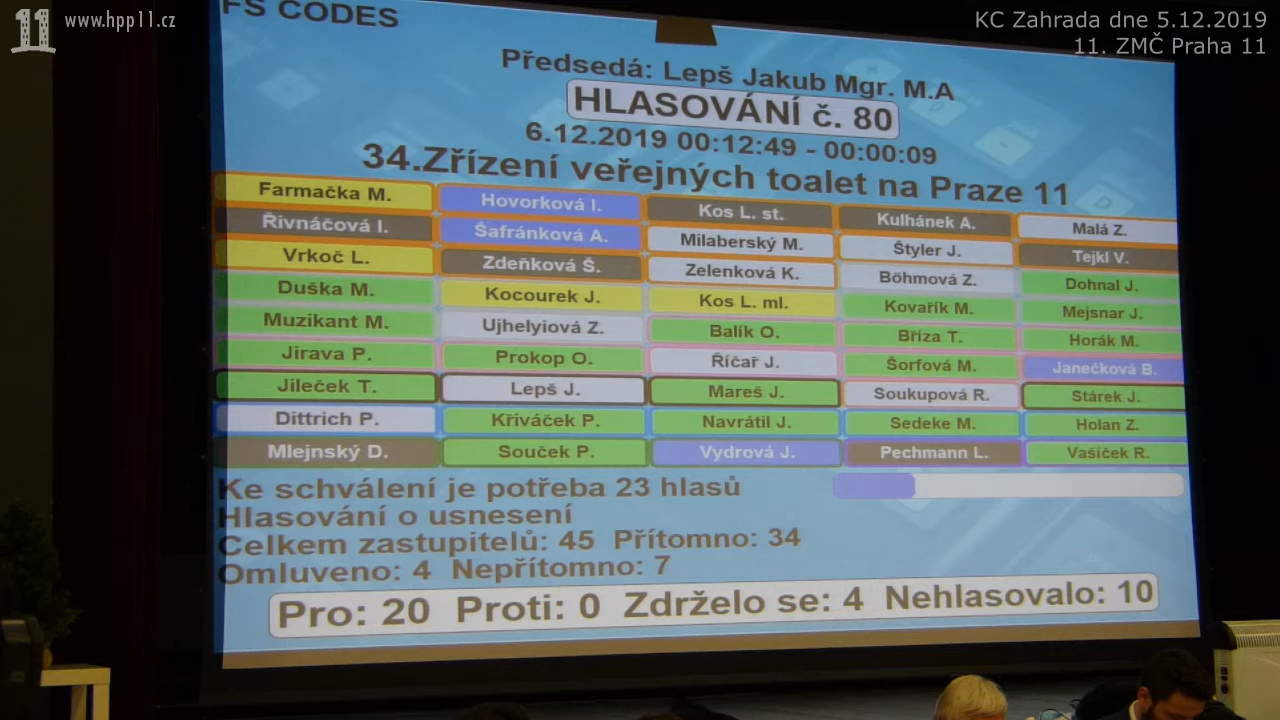 11 www.hpp11.cz
KC Zahrada dne 5.12.2019
11. ZMČ Praha 11
FS CODES
Předsedá: Lepš Jakub Mgr. M.A
HLASOVÁNÍ č. 80
6.12.2019 00:12:49 - 00:00:09
34.Zřízení veřejných toalet na Praze 11
Farmačka M. Hovorková I. Kos L. st. Kulhánek A. Malá Z.
Řivnáčová I. Šafránková A. Milaberský M. Štyler J. Tejkl V.
Vrkoč L. Zdeňková Š. Zelenková K. Böhmová Z. Dohnal J.
Duška M. Kocourek J. Kos L. ml. Kovařík M. Mejsnar J.
Muzikant M. Ujhelyiová Z. Balík O. Bříza T. Horák M.
Jirava P. Prokop O. Říčař J. Šorfová M. Janečková B.
Jileček T. Lepš J. Mareš J. Soukupová R. Stárek J.
Dittrich P. Křiváček P. Navrátil J. Sedeke M. Holan Z.
Mlejnský D. Souček P. Vydrová J. Pechmann L. Vašíček R.
Ke schválení je potřeba 23 hlasů
Hlasování o usnesení
Celkem zastupitelů: 45 Přítomno: 34
Omluveno: 4 Nepřítomno: 7
Pro: 20 Proti: 0 Zdrželo se: 4 Nehlasovalo: 10